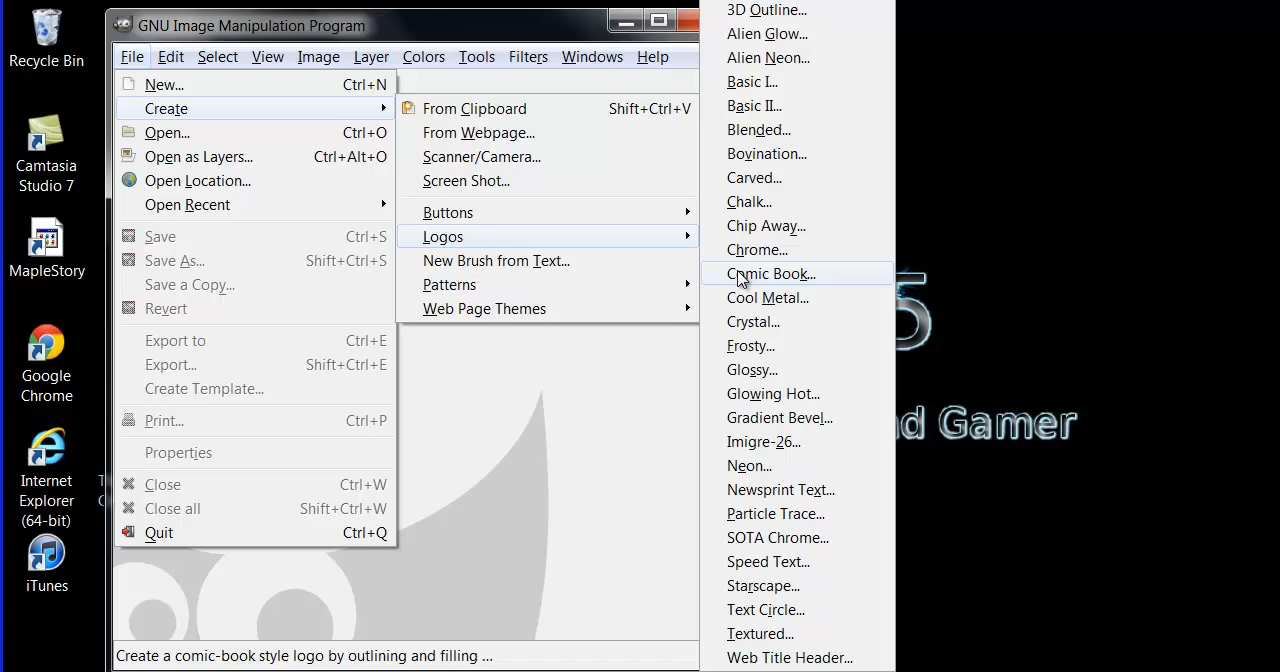 GNU Image Manipulation Program
File Edit Select View Image Layer Colors Tools Filters Windows Help
Recycle Bin
Camtasia
Studio 7
MapleStory
Google
Chrome
Internet
Explorer
(64-bit)
iTunes
New... Ctrl+N
Create
Open... Ctrl+O
Open as Layers... Ctrl+Alt+O
Open Location...
Open Recent
Save Ctrl+S
Save As... Shift+Ctrl+S
Save a Copy...
Revert
Export to Ctrl+E
Export... Shift+Ctrl+E
Create Template...
Print... Ctrl+P
Properties
Close Ctrl+W
Close all Shift+Ctrl+W
Quit Ctrl+Q
From Clipboard Shift+Ctrl+V
From Webpage...
Scanner/Camera...
Screen Shot...
Buttons
Logos
New Brush from Text...
Patterns
Web Page Themes
3D Outline...
Alien Glow...
Alien Neon...
Basic I...
Basic II...
Blended...
Bovination...
Carved...
Chalk...
Chip Away...
Chrome...
Comic Book...
Cool Metal...
Crystal...
Frosty...
Glossy...
Glowing Hot...
Gradient Bevel...
Imigre-26...
Neon...
Newsprint Text...
Particle Trace...
SOTA Chrome...
Speed Text...
Starscape...
Text Circle...
Textured...
Web Title Header...
5
d Gamer
Create a comic-book style logo by outlining and filling ...